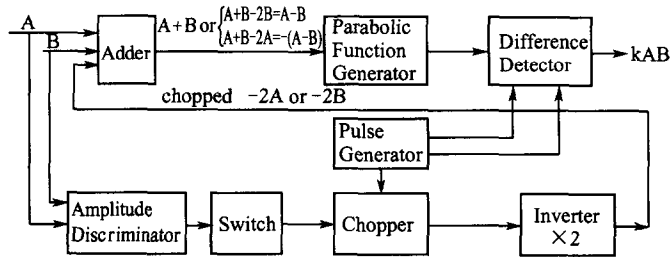 A
B
Adder
A+B or { A+B-2B=A-B
A+B-2A=-(A-B)
Parabolic
Function
Generator
Difference
Detector
kAB
chopped -2A or -2B
Pulse
Generator
Amplitude
Discriminator
Switch
Chopper
Inverter
×2